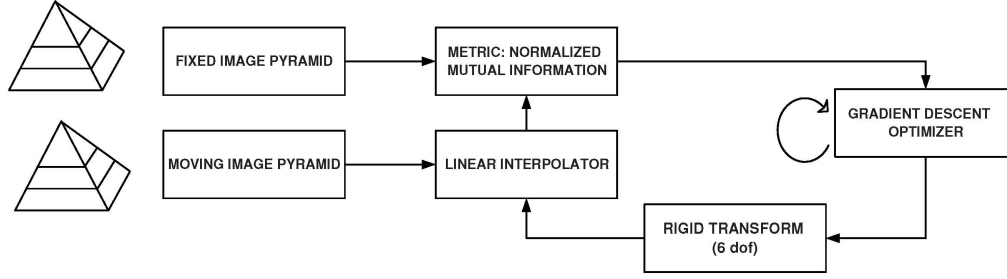 FIXED IMAGE PYRAMID
METRIC: NORMALIZED
MUTUAL INFORMATION
GRADIENT DESCENT
OPTIMIZER
MOVING IMAGE PYRAMID
LINEAR INTERPOLATOR
RIGID TRANSFORM
(6 dof)